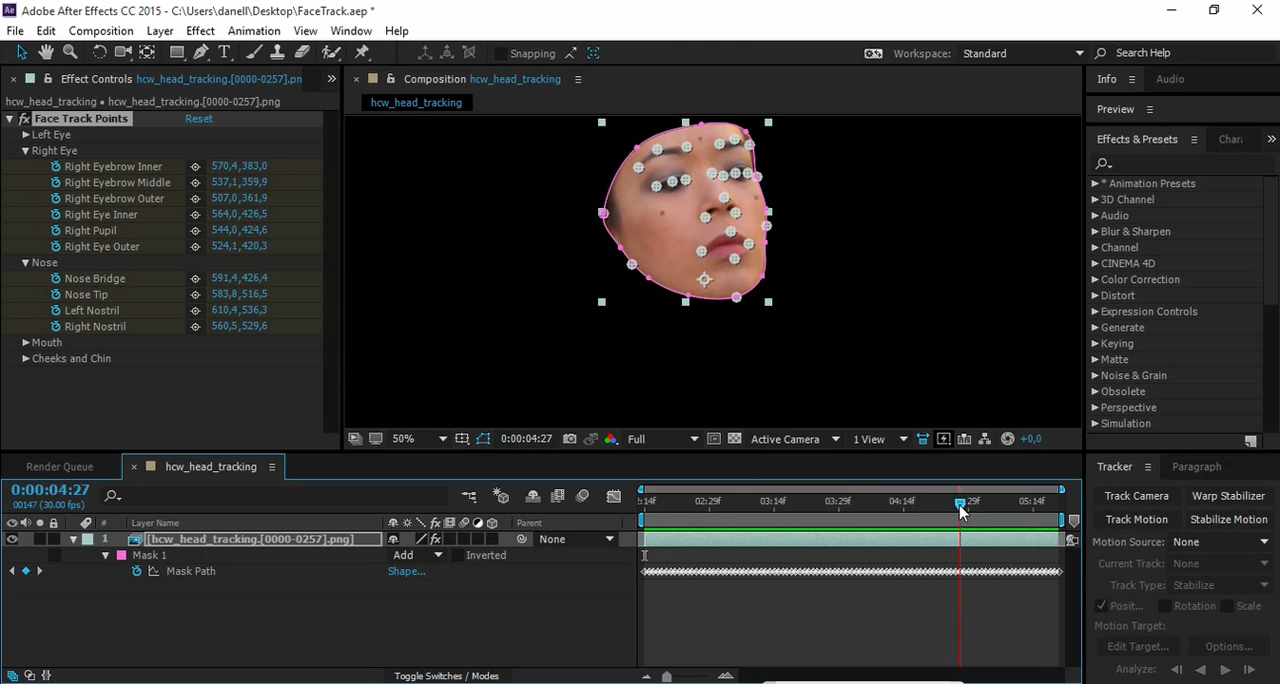 Ae Adobe After Effects CC 2015 - C:\Users\danell\Desktop\FaceTrack.aep *
File Edit Composition Layer Effect Animation View Window Help
Snapping Workspace: Standard Search Help
Effect Controls hcw_head_tracking.[0000-0257].pn
Composition hcw_head_tracking
Info Audio
hcw_head_tracking • hcw_head_tracking.[0000-0257].png
hcw_head_tracking
Preview
fx Face Track Points Reset
Left Eye
Right Eye
Right Eyebrow Inner 570,4,383,0
Right Eyebrow Middle 537,1,359,9
Right Eyebrow Outer 507,0,361,9
Right Eye Inner 564,0,426,5
Right Pupil 544,0,424,6
Right Eye Outer 524,1,420,3
Nose
Nose Bridge 591,4,426,4
Nose Tip 583,8,516,5
Left Nostril 610,4,536,3
Right Nostril 560,5,529,6
Mouth
Cheeks and Chin
Effects & Presets Char
* Animation Presets
3D Channel
Audio
Blur & Sharpen
Channel
CINEMA 4D
Color Correction
Distort
Expression Controls
Generate
Keying
Matte
Noise & Grain
Obsolete
Perspective
Simulation
50% 0:00:04:27 Full Active Camera 1 View +0,0
Render Queue hcw_head_tracking
0:00:04:27
00147 (30.00 fps)
:14f 02:29f 03:14f 03:29f 04:14f 29f 05:14f
# Layer Name Parent
1 [hcw_head_tracking.[0000-0257].png] None
Mask 1 Add Inverted
Mask Path Shape...
Toggle Switches / Modes
Tracker Paragraph
Track Camera Warp Stabilizer
Track Motion Stabilize Motion
Motion Source: None
Current Track: None
Track Type: Stabilize
Posit... Rotation Scale
Motion Target:
Edit Target... Options...
Analyze: